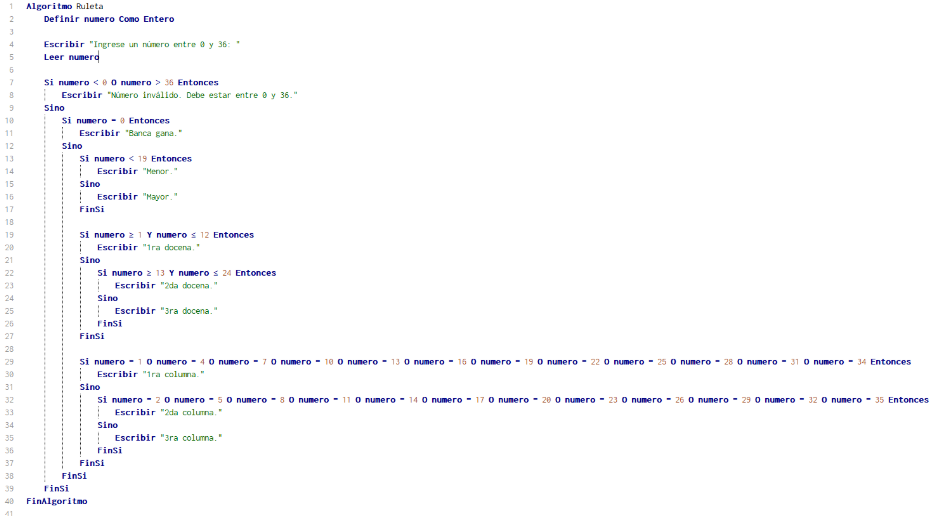 1 Algoritmo Ruleta
2 Definir numero Como Entero
3
4 Escribir "Ingrese un número entre 0 y 36: "
5 Leer numero
6
7 Si numero < 0 O numero > 36 Entonces
8 Escribir "Número inválido. Debe estar entre 0 y 36."
9 Sino
10 Si numero = 0 Entonces
11 Escribir "Banca gana."
12 Sino
13 Si numero < 19 Entonces
14 Escribir "Menor."
15 Sino
16 Escribir "Mayor."
17 FinSi
18
19 Si numero ≥ 1 Y numero ≤ 12 Entonces
20 Escribir "1ra docena."
21 Sino
22 Si numero ≥ 13 Y numero ≤ 24 Entonces
23 Escribir "2da docena."
24 Sino
25 Escribir "3ra docena."
26 FinSi
27 FinSi
28
29 Si numero = 1 O numero = 4 O numero = 7 O numero = 10 O numero = 13 O numero = 16 O numero = 19 O numero = 22 O numero = 25 O numero = 28 O numero = 31 O numero = 34 Entonces
30 Escribir "1ra columna."
31 Sino
32 Si numero = 2 O numero = 5 O numero = 8 O numero = 11 O numero = 14 O numero = 17 O numero = 20 O numero = 23 O numero = 26 O numero = 29 O numero = 32 O numero = 35 Entonces
33 Escribir "2da columna."
34 Sino
35 Escribir "3ra columna."
36 FinSi
37 FinSi
38 FinSi
39 FinSi
40 FinAlgoritmo
41